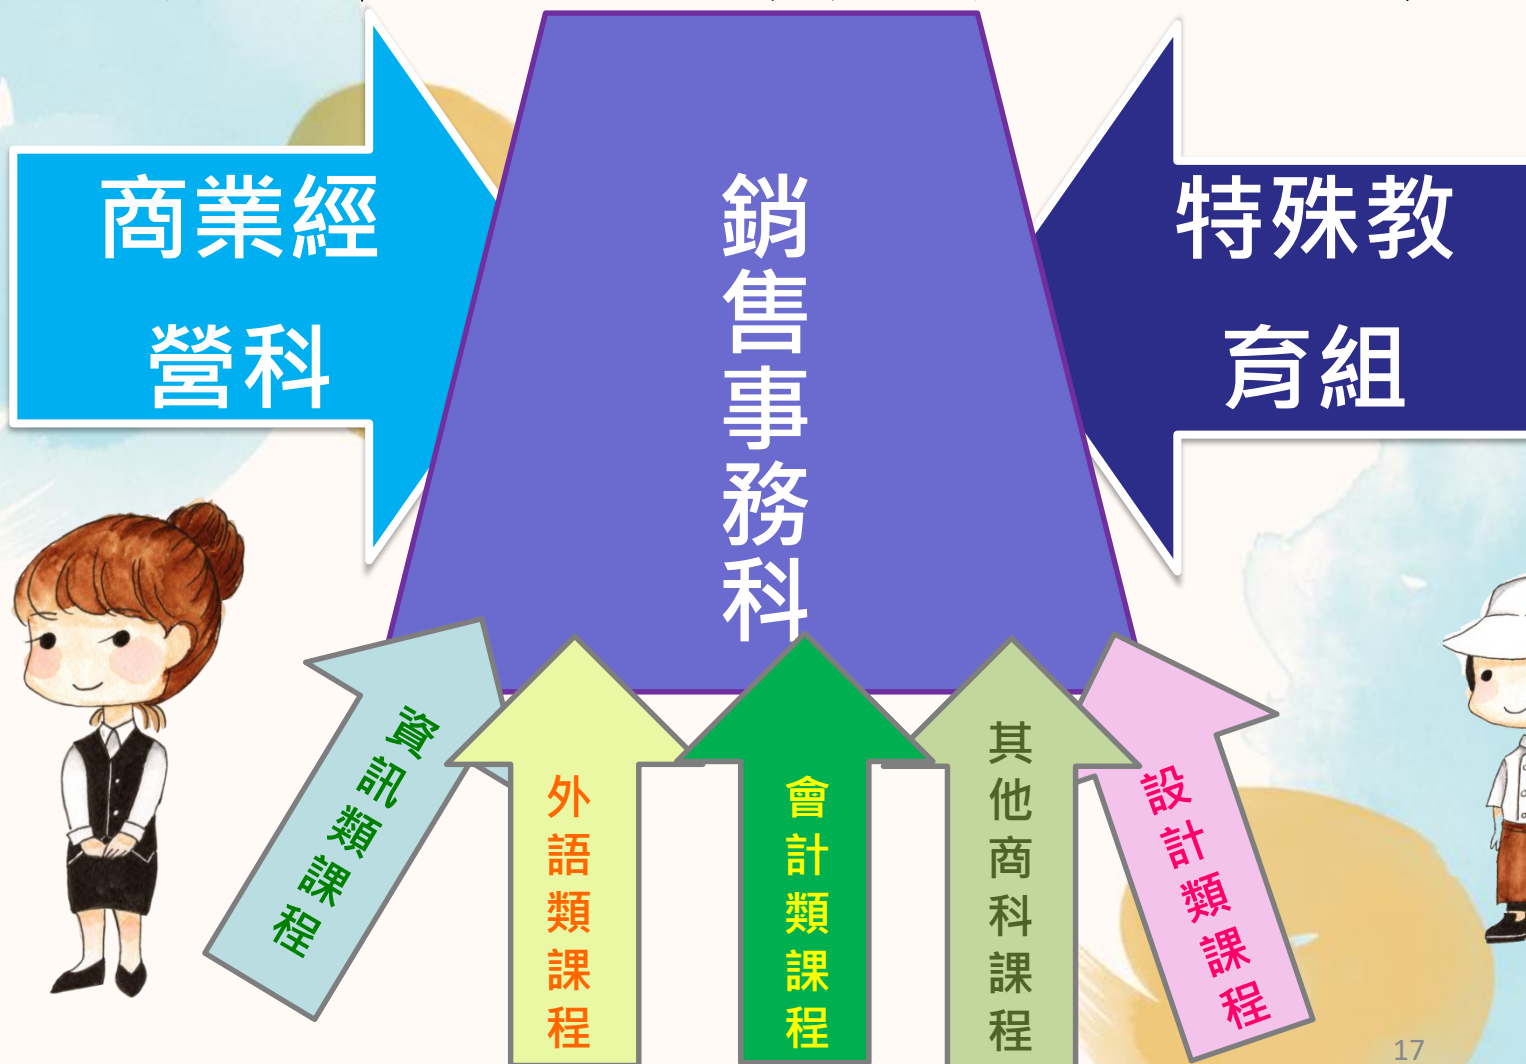 商業經
營科
銷售事務科
特殊教
育組
資訊類課程
外語類課程
會計類課程
其他商科課程
設計類課程
17